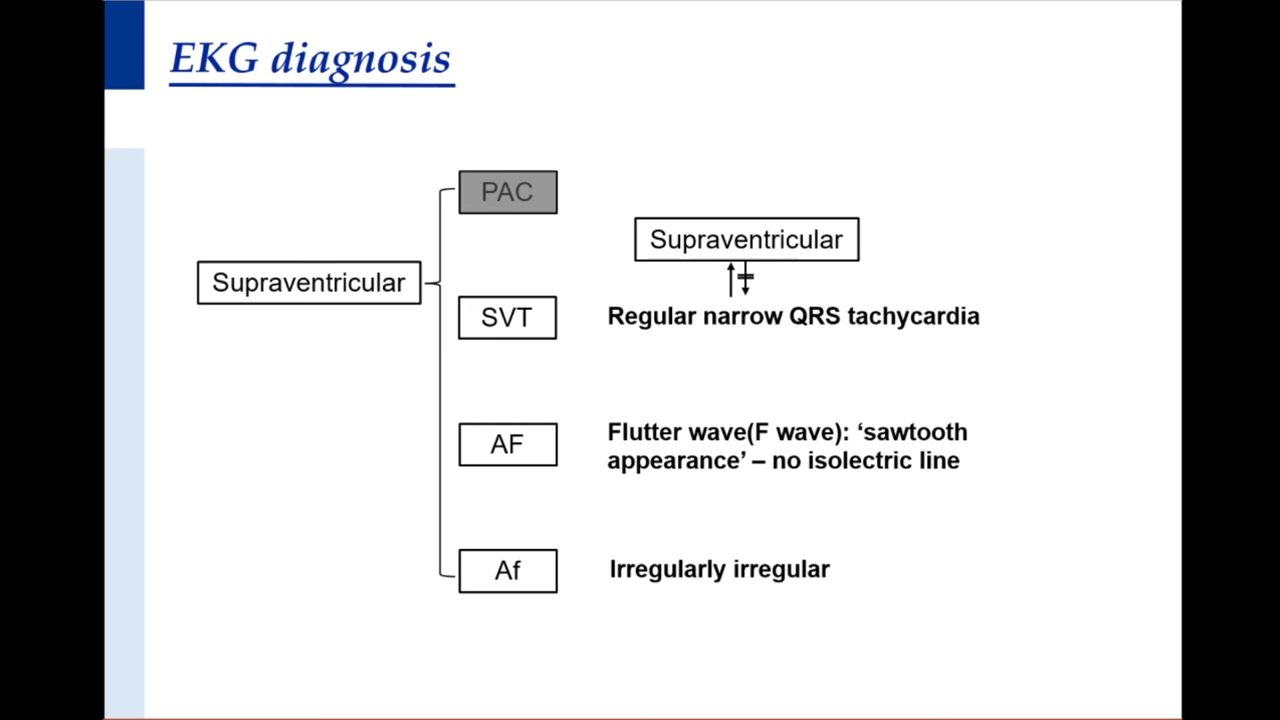 EKG diagnosis
PAC
Supraventricular
Supraventricular
SVT
Regular narrow QRS tachycardia
AF
Flutter wave(F wave): ‘sawtooth
appearance’ – no isolectric line
Af
Irregularly irregular